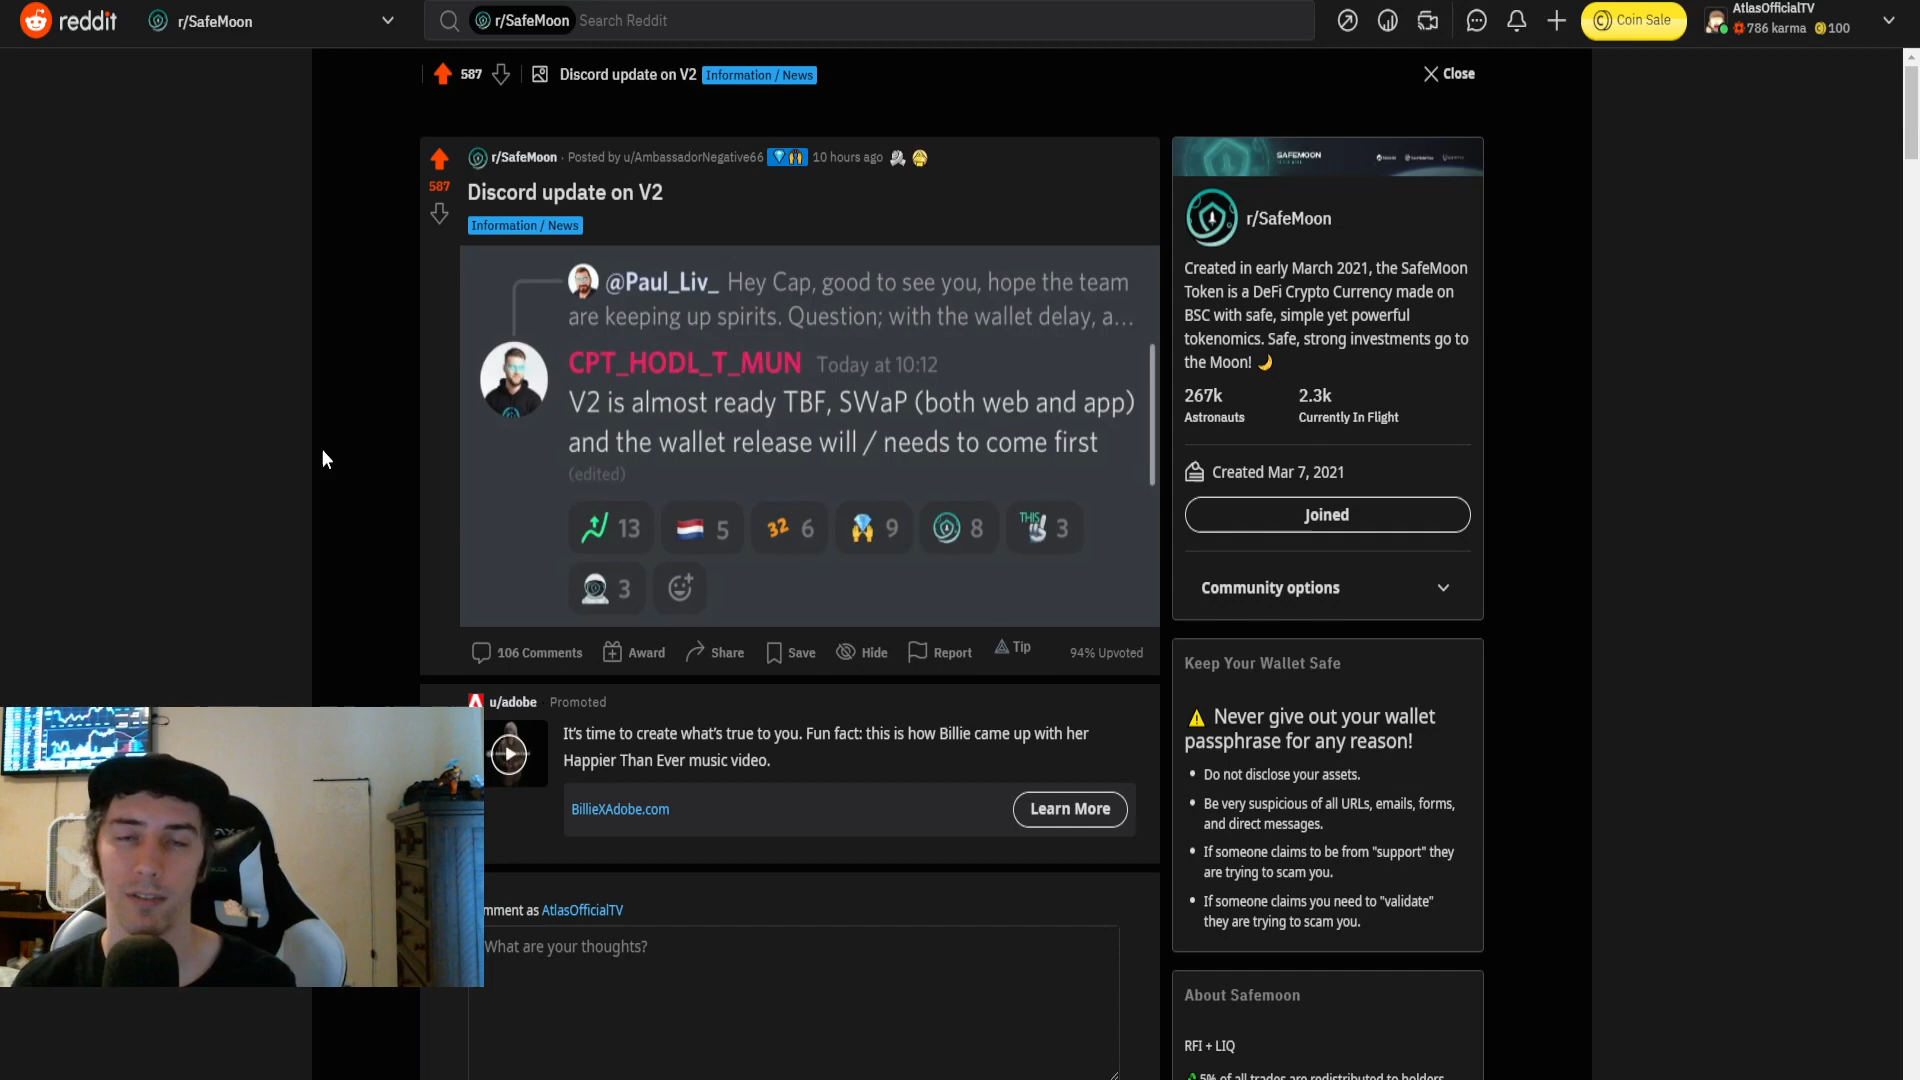 reddit
r/SafeMoon
r/SafeMoon Search Reddit
Coin Sale
AtlasOfficialTV
786 karma 100
587
Discord update on V2 Information / News
Close
r/SafeMoon · Posted by u/AmbassadorNegative66 10 hours ago
587
Discord update on V2
Information / News
@Paul_Liv_ Hey Cap, good to see you, hope the team
are keeping up spirits. Question; with the wallet delay, a...
CPT_HODL_T_MUN Today at 10:12
V2 is almost ready TBF, SWaP (both web and app)
and the wallet release will / needs to come first
(edited)
13 5 32 6 9 8 THIS 3
3
106 Comments Award Share Save Hide Report Tip 94% Upvoted
u/adobe · Promoted
It's time to create what's true to you. Fun fact: this is how Billie came up with her
Happier Than Ever music video.
BillieXAdobe.com Learn More
mment as AtlasOfficialTV
What are your thoughts?
SAFEMOON
r/SafeMoon
Created in early March 2021, the SafeMoon
Token is a DeFi Crypto Currency made on
BSC with safe, simple yet powerful
tokenomics. Safe, strong investments go to
the Moon! 🌙
267k 2.3k
Astronauts Currently In Flight
Created Mar 7, 2021
Joined
Community options
Keep Your Wallet Safe
⚠️ Never give out your wallet
passphrase for any reason!
• Do not disclose your assets.
• Be very suspicious of all URLs, emails, forms,
and direct messages.
• If someone claims to be from "support" they
are trying to scam you.
• If someone claims you need to "validate"
they are trying to scam you.
About Safemoon
RFI + LIQ
5% of all trades are redistributed to holders